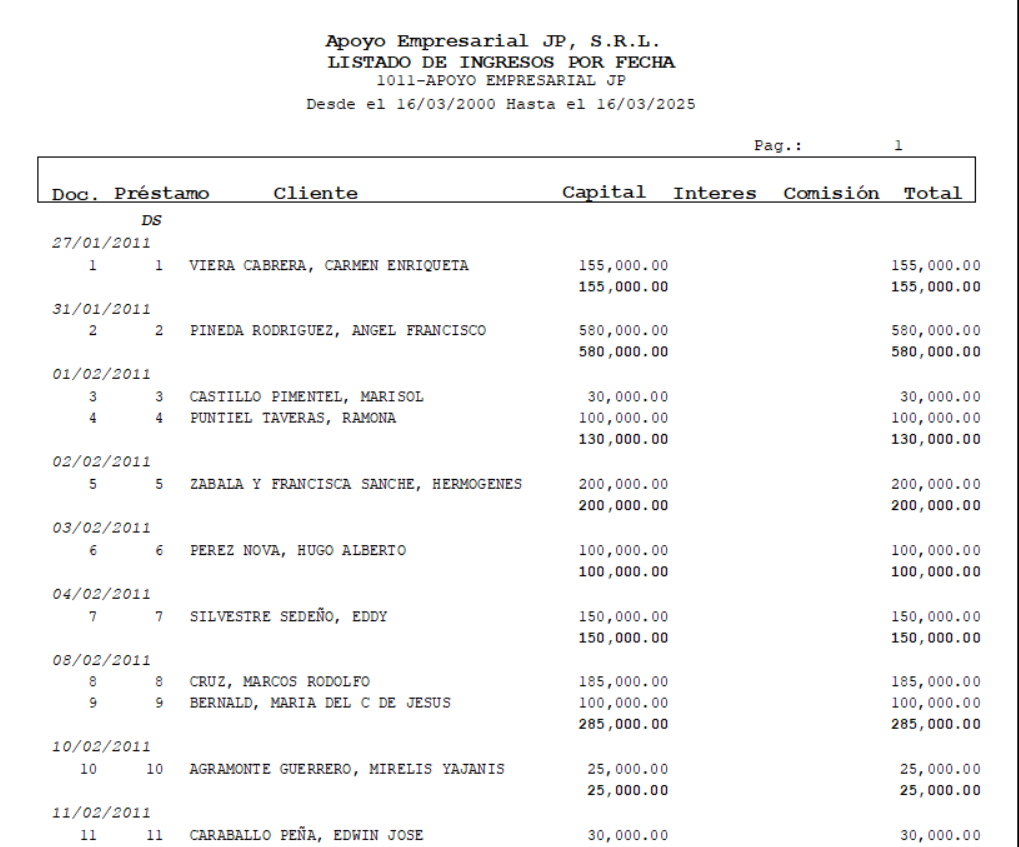 Apoyo Empresarial JP, S.R.L.
LISTADO DE INGRESOS POR FECHA
1011-APOYO EMPRESARIAL JP
Desde el 16/03/2000 Hasta el 16/03/2025
Pag.: 1
Doc. Préstamo Cliente Capital Interes Comisión Total
DS
27/01/2011
1 1 VIERA CABRERA, CARMEN ENRIQUETA 155,000.00 155,000.00
155,000.00 155,000.00
31/01/2011
2 2 PINEDA RODRIGUEZ, ANGEL FRANCISCO 580,000.00 580,000.00
580,000.00 580,000.00
01/02/2011
3 3 CASTILLO PIMENTEL, MARISOL 30,000.00 30,000.00
4 4 PUNTIEL TAVERAS, RAMONA 100,000.00 100,000.00
130,000.00 130,000.00
02/02/2011
5 5 ZABALA Y FRANCISCA SANCHE, HERMOGENES 200,000.00 200,000.00
200,000.00 200,000.00
03/02/2011
6 6 PEREZ NOVA, HUGO ALBERTO 100,000.00 100,000.00
100,000.00 100,000.00
04/02/2011
7 7 SILVESTRE SEDEÑO, EDDY 150,000.00 150,000.00
150,000.00 150,000.00
08/02/2011
8 8 CRUZ, MARCOS RODOLFO 185,000.00 185,000.00
9 9 BERNALD, MARIA DEL C DE JESUS 100,000.00 100,000.00
285,000.00 285,000.00
10/02/2011
10 10 AGRAMONTE GUERRERO, MIRELIS YAJANIS 25,000.00 25,000.00
25,000.00 25,000.00
11/02/2011
11 11 CARABALLO PEÑA, EDWIN JOSE 30,000.00 30,000.00